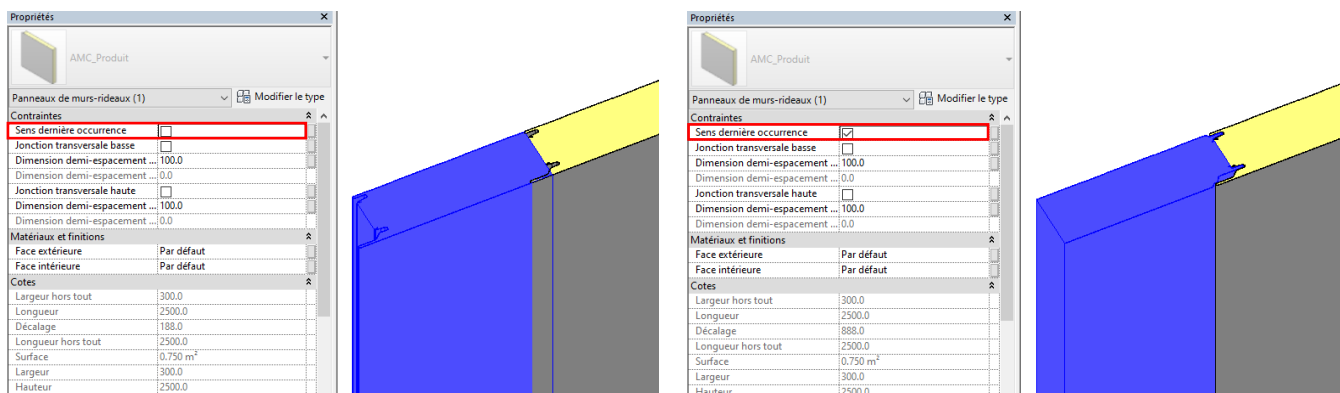 Propriétés
AMC_Produit
Panneaux de murs-rideaux (1)
Modifier le type
Contraintes
Sens dernière occurrence
Jonction transversale basse
Dimension demi-espacement ... 100.0
Dimension demi-espacement ... 0.0
Jonction transversale haute
Dimension demi-espacement ... 100.0
Dimension demi-espacement ... 0.0
Matériaux et finitions
Face extérieure Par défaut
Face intérieure Par défaut
Cotes
Largeur hors tout 300.0
Longueur 2500.0
Décalage 188.0
Longueur hors tout 2500.0
Surface 0.750 m²
Largeur 300.0
Hauteur 2500.0
Propriétés
AMC_Produit
Panneaux de murs-rideaux (1)
Modifier le type
Contraintes
Sens dernière occurrence
Jonction transversale basse
Dimension demi-espacement ... 100.0
Dimension demi-espacement ... 0.0
Jonction transversale haute
Dimension demi-espacement ... 100.0
Dimension demi-espacement ... 0.0
Matériaux et finitions
Face extérieure Par défaut
Face intérieure Par défaut
Cotes
Largeur hors tout 300.0
Longueur 2500.0
Décalage 888.0
Longueur hors tout 2500.0
Surface 0.750 m²
Largeur 300.0
Hauteur 2500.0